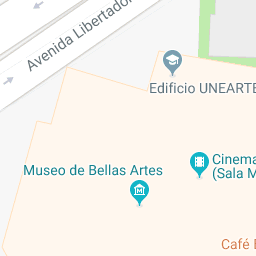 Avenida Libertador
Edificio UNEARTE
Cinema
(Sala M
Museo de Bellas Artes
Café